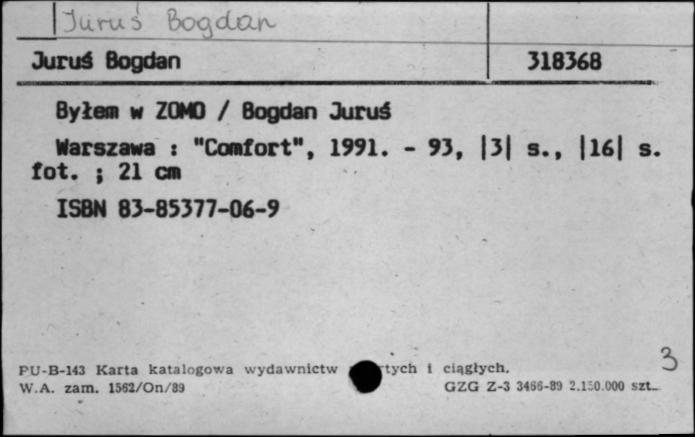 Juruś Bogdan
Juruś Bogdan 318368
Byłem w ZOMO / Bogdan Juruś
Warszawa : "Comfort", 1991. - 93, |3| s., |16| s.
fot. ; 21 cm
ISBN 83-85377-06-9
3
PU-B-143 Karta katalogowa wydawnictw tych i ciągłych.
W.A. zam. 1562/On/89 GZG Z-3 3466-89 2.150.000 szt.